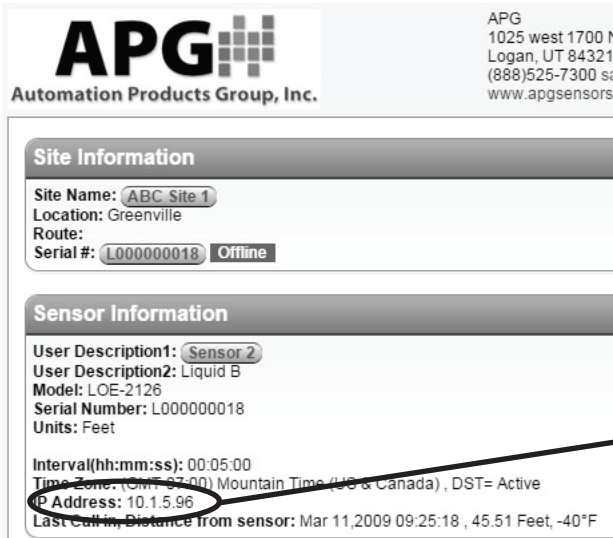 APG
Automation Products Group, Inc.
APG
1025 west 1700
Logan, UT 84321
(888)525-7300
www.apgsensors
Site Information
Site Name: ABC Site 1
Location: Greenville
Route:
Serial #: L000000018 Offline
Sensor Information
User Description1: Sensor 2
User Description2: Liquid B
Model: LOE-2126
Serial Number: L000000018
Units: Feet
Interval(hh:mm:ss): 00:05:00
Time Zone: (GMT-07:00) Mountain Time (US & Canada) , DST= Active
IP Address: 10.1.5.96
Last Call-in, Distance from sensor: Mar 11,2009 09:25:18 , 45.51 Feet, -40°F